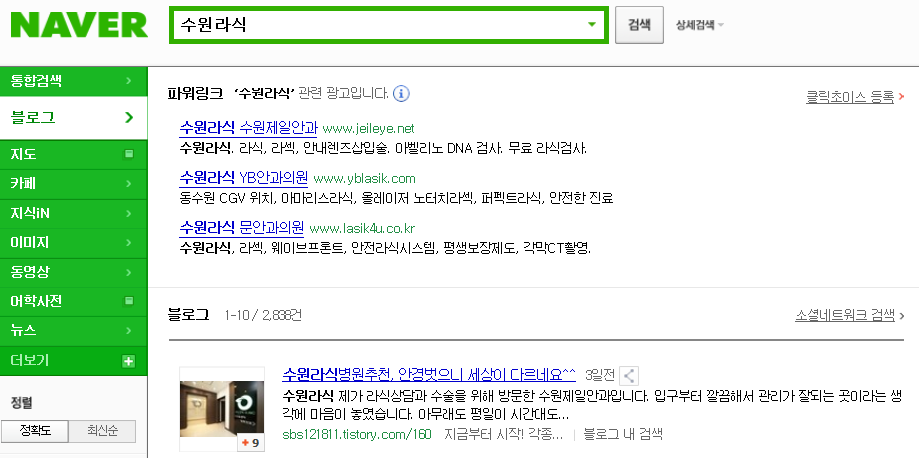 NAVER
수원라식
검색
상세검색
통합검색
블로그
지도
카페
지식iN
이미지
동영상
어학사전
뉴스
더보기
정렬
정확도
최신순
파워링크 '수원라식' 관련 광고입니다.
클릭초이스 등록
수원라식 수원제일안과 www.jeileye.net
수원라식. 라식, 라섹, 안내렌즈삽입술. 아벨리노 DNA 검사. 무료 라식검사.
수원라식 YB안과의원 www.yblasik.com
동수원 CGV 위치, 아마리스라식, 올레이저 노터치라섹, 퍼펙트라식, 안전한 진료
수원라식 문안과의원 www.lasik4u.co.kr
수원라식, 라섹, 웨이브프론트, 안전라식시스템, 평생보장제도, 각막CT촬영.
블로그 1-10 / 2,838건
소셜네트워크 검색
수원라식병원추천, 안경벗으니 세상이 다르네요^^ 3일전
수원라식 제가 라식상담과 수술을 위해 방문한 수원제일안과입니다. 입구부터 깔끔해서 관리가 잘되는 곳이라는 생
각에 마음이 놓였습니다. 아무래도 평일이 시간대도...
+9
sbs121811.tistory.com/160 지금부터 시작! 각종... | 블로그 내 검색